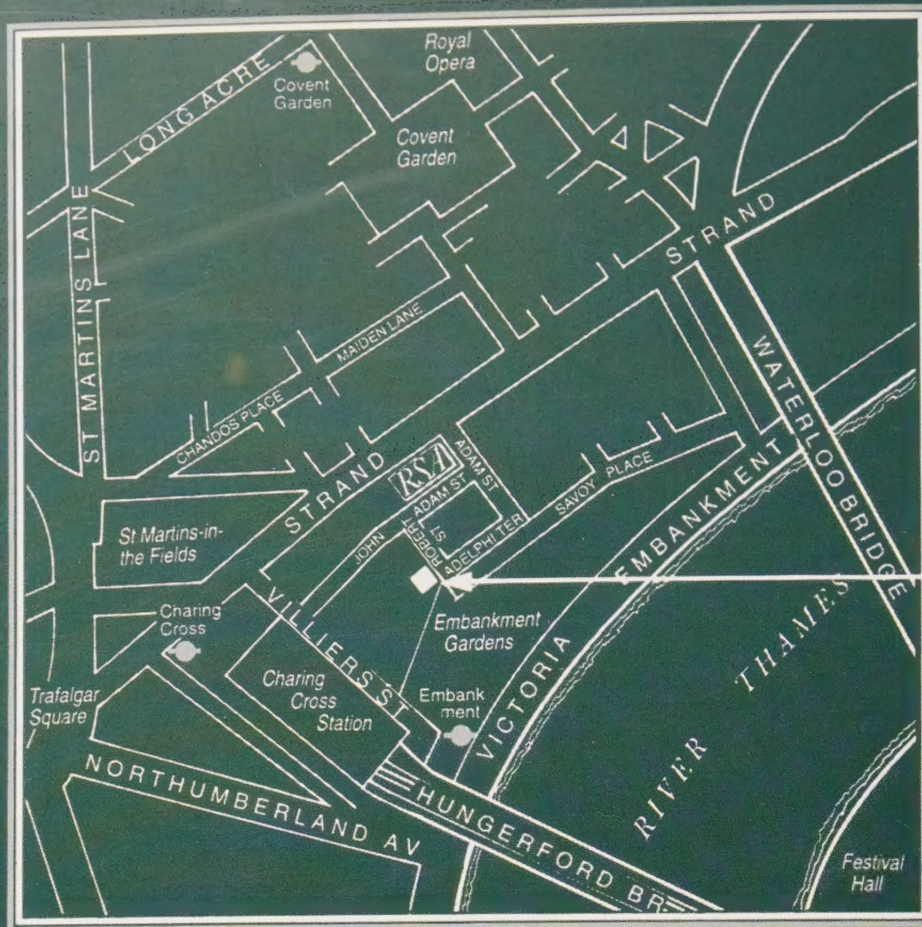 Royal
Opera
LONG ACRE
Covent
Garden
Covent
Garden
ST MARTINS LANE
STRAND
MAIDEN LANE
CHANDOS PLACE
WATERLOO BRIDGE
STRAND
RSA
ADAM ST
ADAM ST
JOHN
ROBERT
ST
ADELPHI TER
SAVOY PLACE
St Martins-in-
the Fields
EMBANKMENT
Charing
Cross
VILLIERS ST
Embankment
Gardens
Trafalgar
Square
Charing
Cross
Station
Embank
ment
VICTORIA
RIVER THAMES
NORTHUMBERLAND AV
HUNGERFORD BR
Festival
Hall